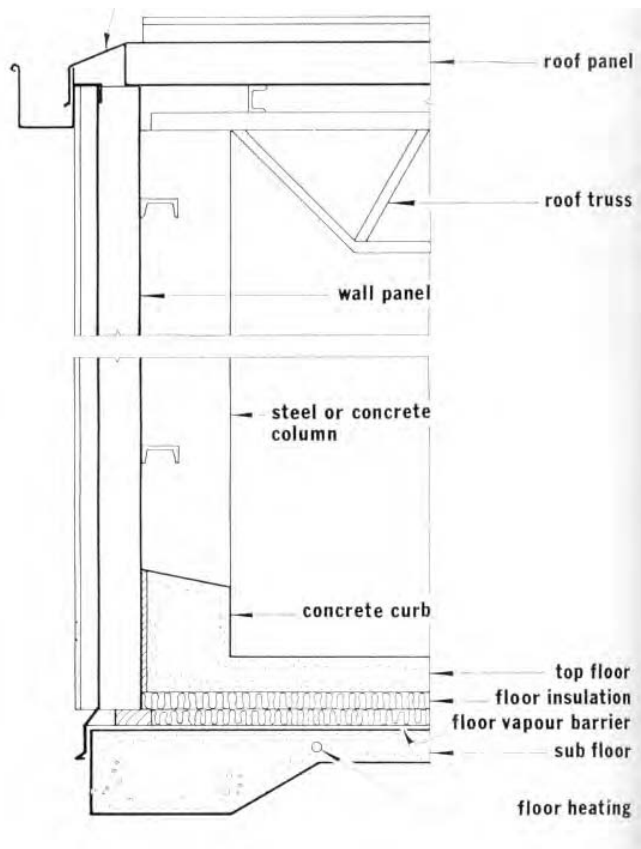 roof panel
roof truss
wall panel
steel or concrete
column
concrete curb
top floor
floor insulation
floor vapour barrier
sub floor
floor heating